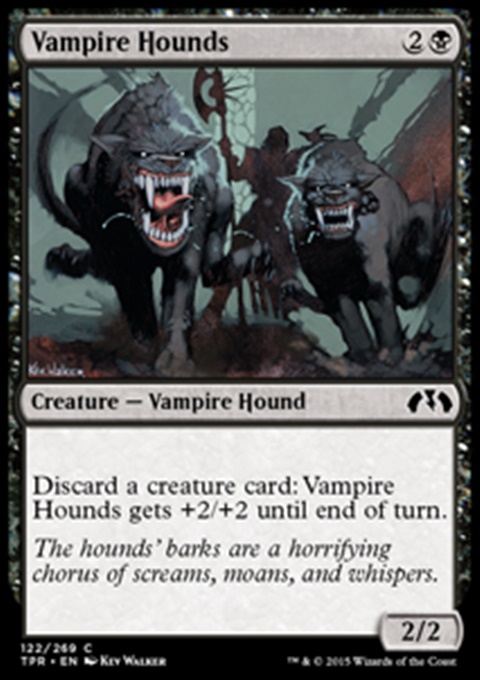 Vampire Hounds 2
Kev Walker
Creature — Vampire Hound
Discard a creature card: Vampire
Hounds gets +2/+2 until end of turn.
The hounds' barks are a horrifying
chorus of screams, moans, and whispers.
2/2
122/269 C
TPR • EN Kev Walker
™ & © 2015 Wizards of the Coast